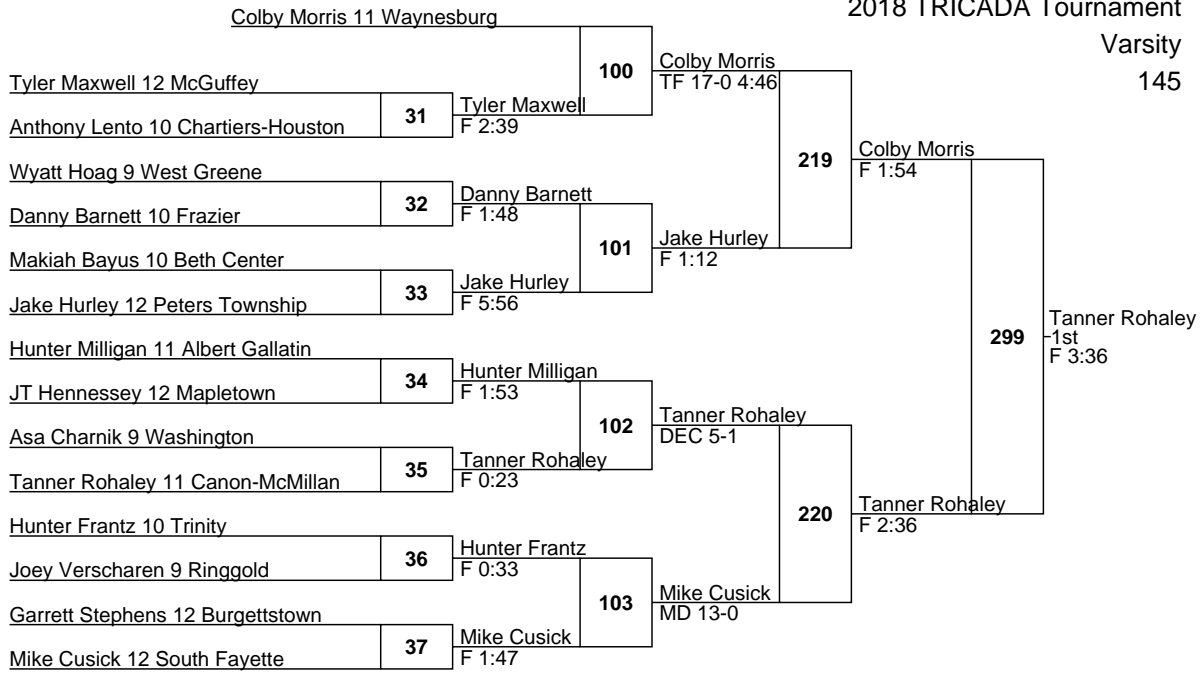 2018 TRICADA Tournament
Varsity
145
Colby Morris 11 Waynesburg
Tyler Maxwell 12 McGuffey
Anthony Lento 10 Chartiers-Houston
Wyatt Hoag 9 West Greene
Danny Barnett 10 Frazier
Makiah Bayus 10 Beth Center
Jake Hurley 12 Peters Township
Hunter Milligan 11 Albert Gallatin
JT Hennessey 12 Mapletown
Asa Charnik 9 Washington
Tanner Rohaley 11 Canon-McMillan
Hunter Frantz 10 Trinity
Joey Verscharen 9 Ringgold
Garrett Stephens 12 Burgettstown
Mike Cusick 12 South Fayette
31
32
33
34
35
36
37
Tyler Maxwell
F 2:39
Danny Barnett
F 1:48
Jake Hurley
F 5:56
Hunter Milligan
F 1:53
Tanner Rohaley
F 0:23
Hunter Frantz
F 0:33
Mike Cusick
F 1:47
100
101
102
103
Colby Morris
TF 17-0 4:46
Jake Hurley
F 1:12
Tanner Rohaley
DEC 5-1
Mike Cusick
MD 13-0
219
220
Colby Morris
F 1:54
Tanner Rohaley
F 2:36
299
Tanner Rohaley
1st
F 3:36